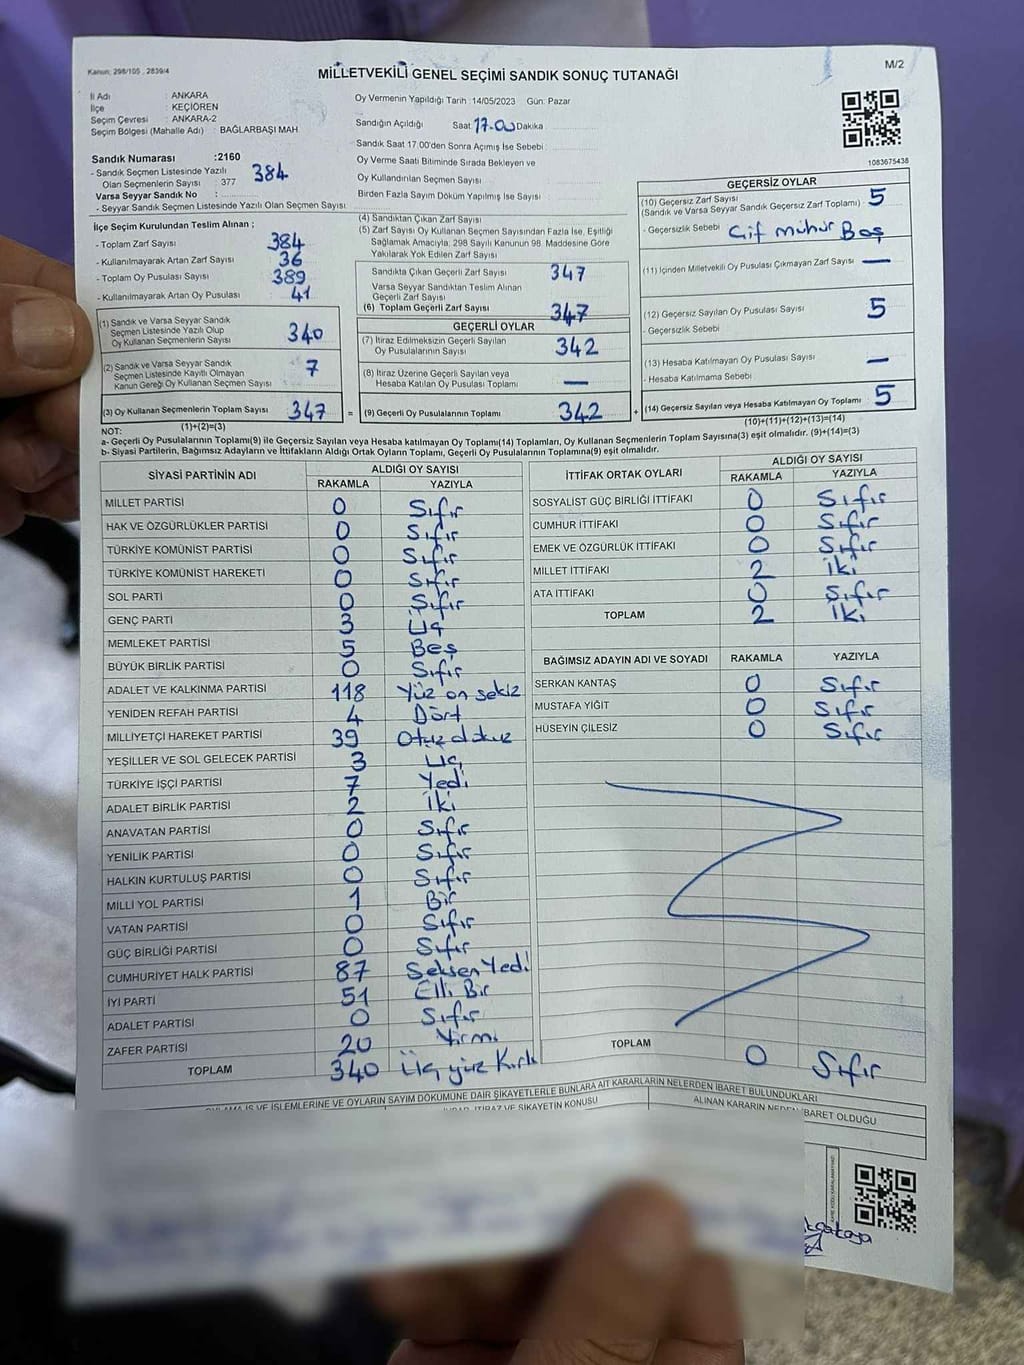 Kanun: 298/105 , 2839/4
MİLLETVEKİLİ GENEL SEÇİMİ SANDIK SONUÇ TUTANAĞI
M/2
İl Adı : ANKARA
İlçe : KEÇİÖREN
Seçim Çevresi : ANKARA-2
Seçim Bölgesi (Mahalle Adı) : BAĞLARBAŞI MAH
Oy Vermenin Yapıldığı Tarih :14/05/2023 Gün: Pazar
Sandığın Açıldığı Saat: 17.00 Dakika
Sandık Saat 17.00'den Sonra Açımış İse Sebebi :
Oy Verme Saati Bitiminde Sırada Bekleyen ve
Oy Kullandırılan Seçmen Sayısı
Birden Fazla Sayım Döküm Yapılmış İse Sayısı :
1083675438
Sandık Numarası :2160
- Sandık Seçmen Listesinde Yazılı
Olan Seçmenlerin Sayısı : 377 384
Varsa Seyyar Sandık No :
- Seyyar Sandık Seçmen Listesinde Yazılı Olan Seçmen Sayısı:
İlçe Seçim Kurulundan Teslim Alınan ;
- Toplam Zarf Sayısı 384
- Kullanılmayarak Artan Zarf Sayısı 36
- Toplam Oy Pusulası Sayısı 389
- Kullanılmayarak Artan Oy Pusulası 41
(1) Sandık ve Varsa Seyyar Sandık
Seçmen Listesinde Yazılı Olup
Oy Kullanan Seçmenlerin Sayısı 340
(2) Sandık ve Varsa Seyyar Sandık
Seçmen Listesinde Kayıtlı Olmayan
Kanun Gereği Oy Kullanan Seçmen Sayısı 7
(3) Oy Kullanan Seçmenlerin Toplam Sayısı 347 =
(1)+(2)=(3)
(4) Sandıktan Çıkan Zarf Sayısı
(5) Zarf Sayısı Oy Kullanan Seçmen Sayısından Fazla İse, Eşitliği
Sağlamak Amacıyla, 298 Sayılı Kanunun 98. Maddesine Göre
Yakılarak Yok Edilen Zarf Sayısı
Sandıkta Çıkan Geçerli Zarf Sayısı 347
Varsa Seyyar Sandıktan Teslim Alınan
Geçerli Zarf Sayısı
(6) Toplam Geçerli Zarf Sayısı 347
GEÇERLİ OYLAR
(7) İtiraz Edilmeksizin Geçerli Sayılan
Oy Pusulalarının Sayısı 342
(8) İtiraz Üzerine Geçerli Sayılan veya
Hesaba Katılan Oy Pusulası Toplamı —
(9) Geçerli Oy Pusulalarının Toplamı 342 +
GEÇERSİZ OYLAR
(10) Geçersiz Zarf Sayısı
(Sandık ve Varsa Seyyar Sandık Geçersiz Zarf Toplamı) 5
- Geçersizlik Sebebi Çif mühür Boş
(11) İçinden Milletvekili Oy Pusulası Çıkmayan Zarf Sayısı —
(12) Geçersiz Sayılan Oy Pusulası Sayısı 5
- Geçersizlik Sebebi
(13) Hesaba Katılmayan Oy Pusulası Sayısı —
- Hesaba Katılmama Sebebi
(14) Geçersiz Sayılan veya Hesaba Katılmayan Oy Toplamı 5
(10)+(11)+(12)+(13)=(14)
NOT:
a- Geçerli Oy Pusulalarının Toplamı(9) ile Geçersiz Sayılan veya Hesaba katılmayan Oy Toplamı(14) Toplamları, Oy Kullanan Seçmenlerin Toplam Sayısına(3) eşit olmalıdır. (9)+(14)=(3)
b- Siyasi Partilerin, Bağımsız Adayların ve İttifakların Aldığı Ortak Oyların Toplamı, Geçerli Oy Pusulalarının Toplamına(9) eşit olmalıdır.
SİYASİ PARTİNİN ADI ALDIĞI OY SAYISI
RAKAMLA YAZIYLA
MİLLET PARTİSİ 0 Sıfır
HAK VE ÖZGÜRLÜKLER PARTİSİ 0 Sıfır
TÜRKİYE KOMÜNİST PARTİSİ 0 Sıfır
TÜRKİYE KOMÜNİST HAREKETİ 0 Sıfır
SOL PARTİ 0 Sıfır
GENÇ PARTİ 3 Üç
MEMLEKET PARTİSİ 5 Beş
BÜYÜK BİRLİK PARTİSİ 0 Sıfır
ADALET VE KALKINMA PARTİSİ 118 Yüz on sekiz
YENİDEN REFAH PARTİSİ 4 Dört
MİLLİYETÇİ HAREKET PARTİSİ 39 Otuz dokuz
YEŞİLLER VE SOL GELECEK PARTİSİ 3 Üç
TÜRKİYE İŞÇİ PARTİSİ 7 Yedi
ADALET BİRLİK PARTİSİ 2 İki
ANAVATAN PARTİSİ 0 Sıfır
YENİLİK PARTİSİ 0 Sıfır
HALKIN KURTULUŞ PARTİSİ 0 Sıfır
MİLLİ YOL PARTİSİ 1 Bir
VATAN PARTİSİ 0 Sıfır
GÜÇ BİRLİĞİ PARTİSİ 0 Sıfır
CUMHURİYET HALK PARTİSİ 87 Seksen Yedi
İYİ PARTİ 51 Elli Bir
ADALET PARTİSİ 0 Sıfır
ZAFER PARTİSİ 20 Yirmi
TOPLAM 340 Üç yüz Kırk
İTTİFAK ORTAK OYLARI ALDIĞI OY SAYISI
RAKAMLA YAZIYLA
SOSYALİST GÜÇ BİRLİĞİ İTTİFAKI 0 Sıfır
CUMHUR İTTİFAKI 0 Sıfır
EMEK VE ÖZGÜRLÜK İTTİFAKI 0 Sıfır
MİLLET İTTİFAKI 2 İki
ATA İTTİFAKI 0 Sıfır
TOPLAM 2 İki
BAĞIMSIZ ADAYIN ADI VE SOYADI RAKAMLA YAZIYLA
SERKAN KANTAŞ 0 Sıfır
MUSTAFA YİĞİT 0 Sıfır
HÜSEYİN ÇİLESİZ 0 Sıfır
TOPLAM 0 Sıfır
İŞ VE İŞLEMLERİNE VE OYLARIN SAYIM DÖKÜMÜNE DAİR ŞİKAYETLERLE BUNLARA AİT KARARLARIN NELERDEN İBARET BULUNDUKLARI
İTİRAZ VE ŞİKAYETİN KONUSU
ALINAN KARARIN NEDEN İBARET OLDUĞU